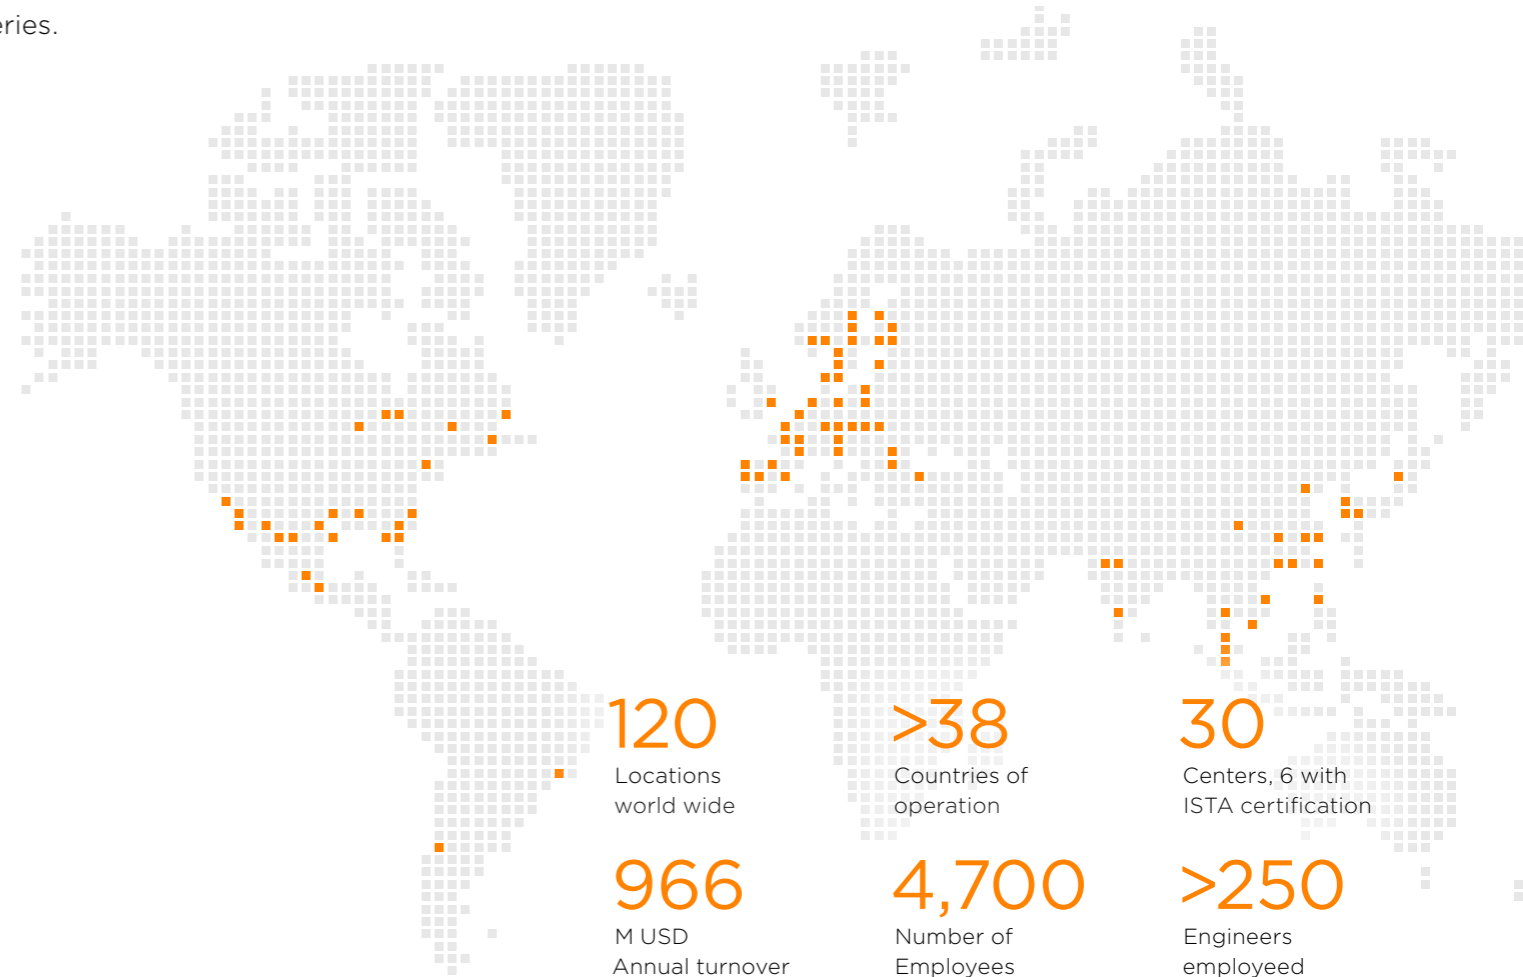 eries.
120
Locations
world wide
>38
Countries of
operation
30
Centers, 6 with
ISTA certification
966
M USD
Annual turnover
4,700
Number of
Employees
>250
Engineers
employeed